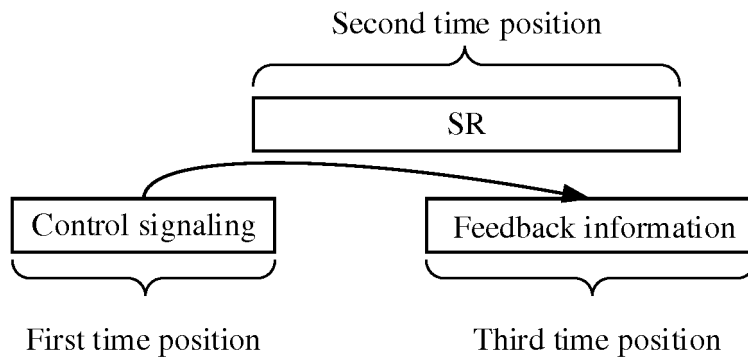 Second time position
SR
Control signaling
Feedback information
First time position
Third time position